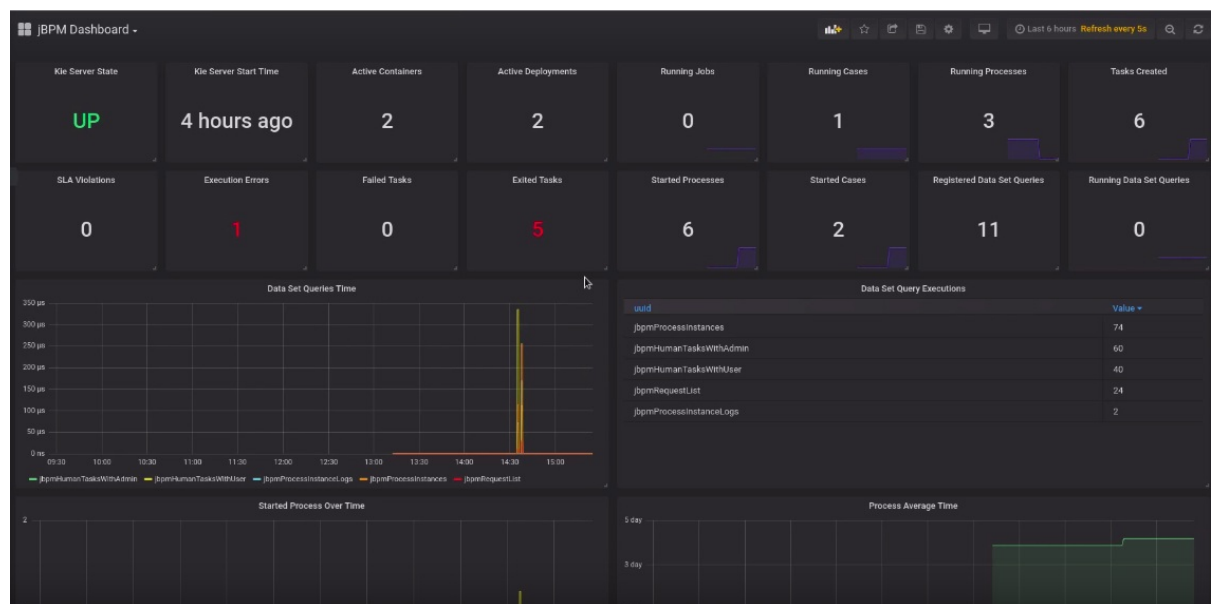 jBPM Dashboard
Last 6 hours Refresh every 5s
Kie Server State Kie Server Start Time Active Containers Active Deployments Running Jobs Running Cases Running Processes Tasks Created
UP 4 hours ago 2 2 0 1 3 6
SLA Violations Execution Errors Failed Tasks Exited Tasks Started Processes Started Cases Registered Data Set Queries Running Data Set Queries
0 1 0 5 6 2 11 0
Data Set Queries Time
350 µs
300 µs
250 µs
200 µs
150 µs
100 µs
50 µs
0 ns
09:30 10:00 10:30 11:00 11:30 12:00 12:30 13:00 13:30 14:00 14:30 15:00
jbpmHumanTasksWithAdmin jbpmHumanTasksWithUser jbpmProcessInstanceLogs jbpmProcessInstances jbpmRequestList
Data Set Query Executions
uuid Value
jbpmProcessInstances 74
jbpmHumanTasksWithAdmin 60
jbpmHumanTasksWithUser 40
jbpmRequestList 24
jbpmProcessInstanceLogs 2
Started Process Over Time
2
Process Average Time
5 day
3 day